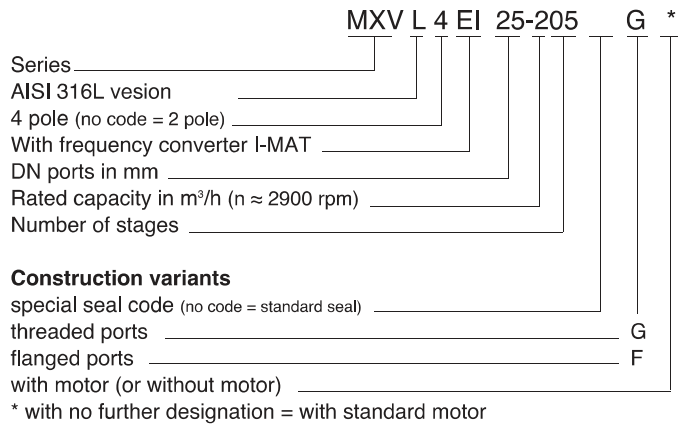 MXV L 4 EI 25-205 G *
Series
AISI 316L vesion
4 pole (no code = 2 pole)
With frequency converter I-MAT
DN ports in mm
Rated capacity in m³/h (n ≈ 2900 rpm)
Number of stages
Construction variants
special seal code (no code = standard seal)
threaded ports G
flanged ports F
with motor (or without motor)
* with no further designation = with standard motor